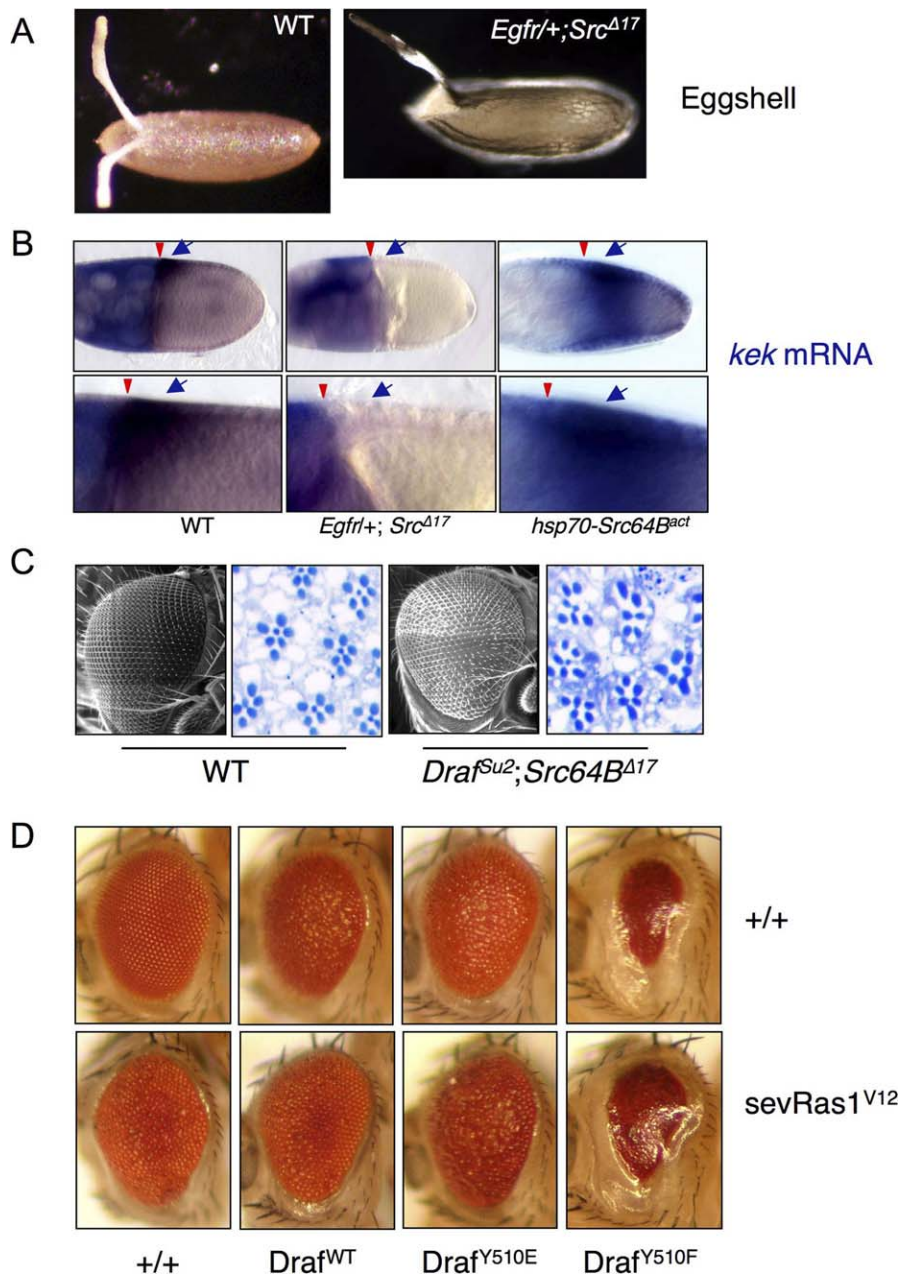 A
WT
Egfr/+;Src^Δ17
Eggshell
B
kek mRNA
WT
Egfr/+; Src^Δ17
hsp70-Src64B^act
C
WT
Draf^Su2;Src64B^Δ17
D
+/+
sevRas1^V12
+/+
Draf^WT
Draf^Y510E
Draf^Y510F